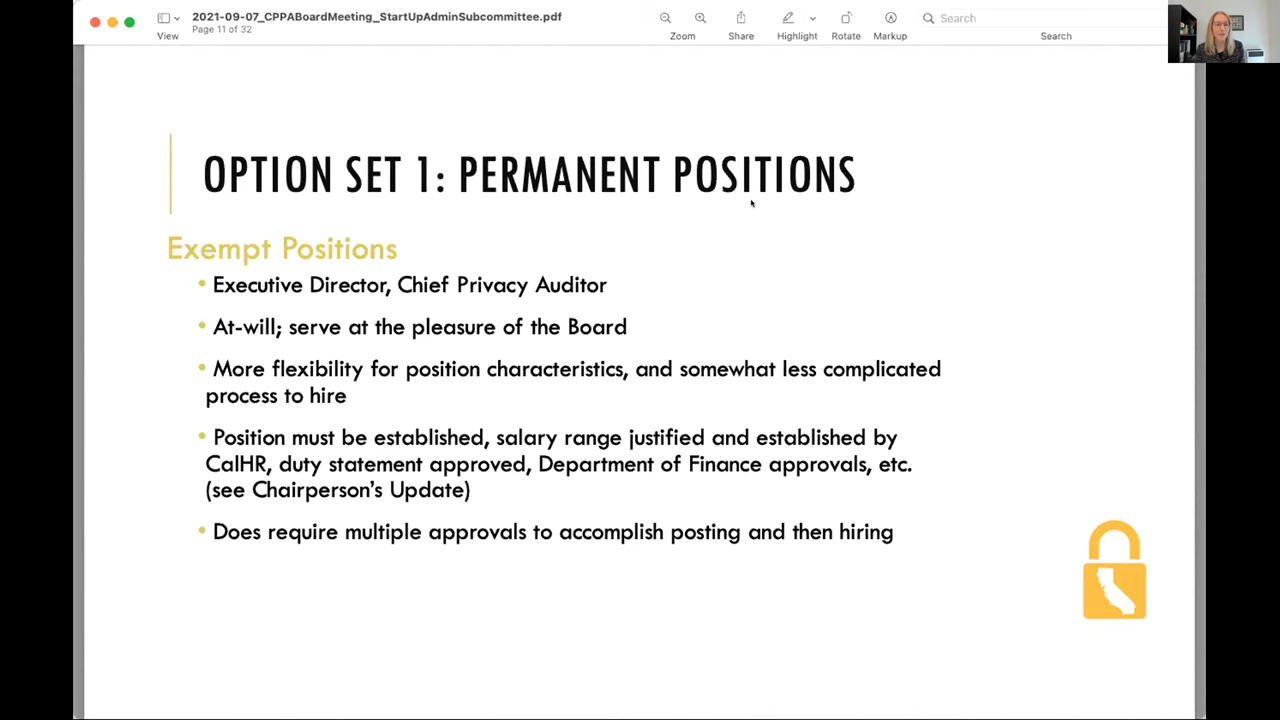 2021-09-07_CPPABoardMeeting_StartUpAdminSubcommittee.pdf
Page 11 of 32
View
Zoom
Share
Highlight
Rotate
Markup
Search
Search
OPTION SET 1: PERMANENT POSITIONS
Exempt Positions
• Executive Director, Chief Privacy Auditor
• At-will; serve at the pleasure of the Board
• More flexibility for position characteristics, and somewhat less complicated
process to hire
• Position must be established, salary range justified and established by
CalHR, duty statement approved, Department of Finance approvals, etc.
(see Chairperson’s Update)
• Does require multiple approvals to accomplish posting and then hiring